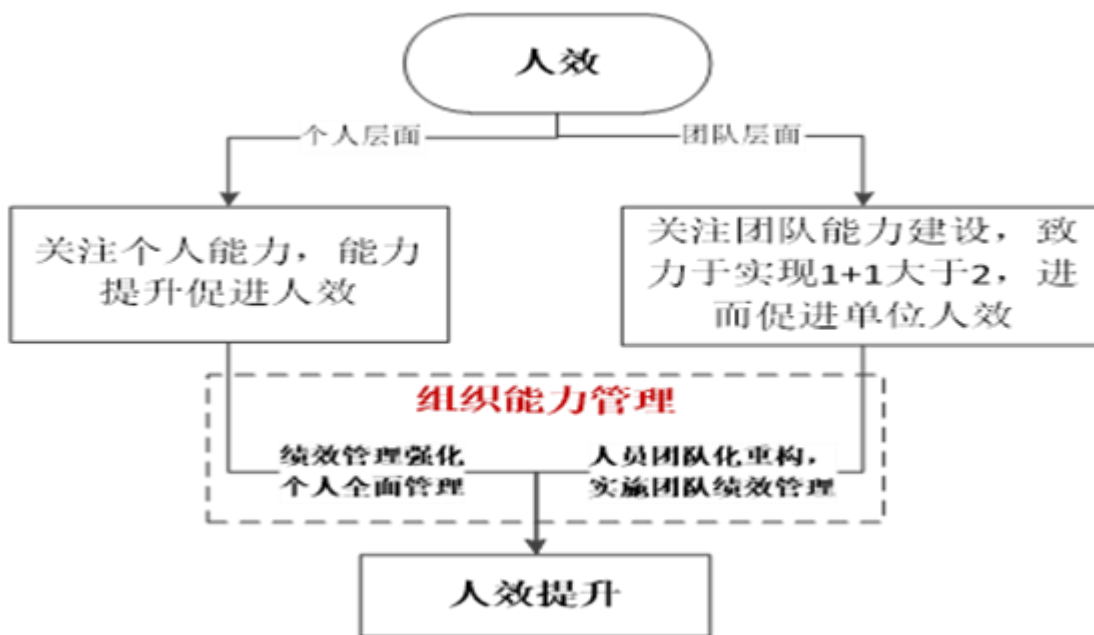 人效
个人层面
团队层面
关注个人能力，能力
提升促进人效
关注团队能力建设，致
力于实现1+1大于2，进
而促进单位人效
组织能力管理
绩效管理强化
个人全面管理
人员团队化重构，
实施团队绩效管理
人效提升